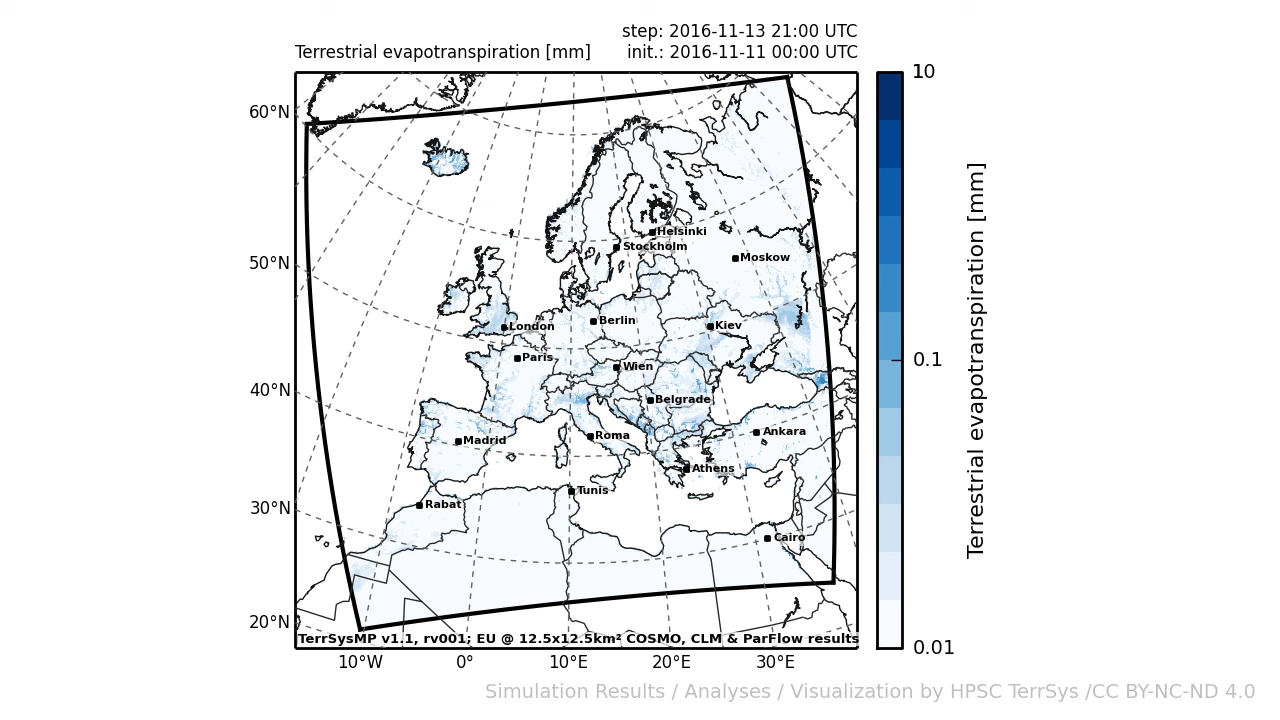 step: 2016-11-13 21:00 UTC
Terrestrial evapotranspiration [mm] init.: 2016-11-11 00:00 UTC
10
60°N
Helsinki
Stockholm
50°N
Moskow
London
Berlin
Kiev
Paris
0.1
Wien
40°N
Belgrade
Madrid
Roma
Ankara
Athens
Tunis
30°N
Rabat
Cairo
20°N
TerrSysMP v1.1, rv001; EU @ 12.5x12.5km² COSMO, CLM & ParFlow results
0.01
10°W 0° 10°E 20°E 30°E
Terrestrial evapotranspiration [mm]
Simulation Results / Analyses / Visualization by HPSC TerrSys /CC BY-NC-ND 4.0